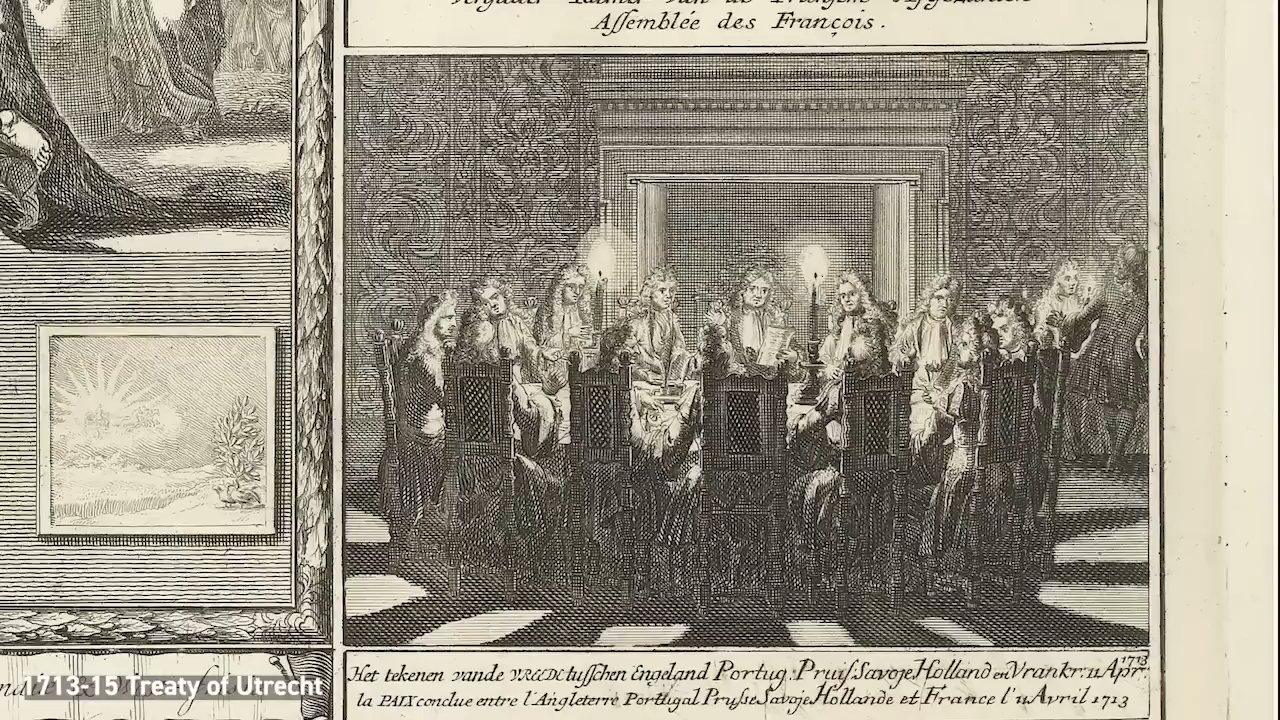 Assemblée des François.
Het tekenen vande VREDE tusschen Engeland Portug: Pruis. Savoje Holland en Vrankr: 11 Apr: 1713
la PAIX conclue entre l'Angleterre Portugal Prusse Savoje Hollande et France l'11 Avril 1713
1713-15 Treaty of Utrecht